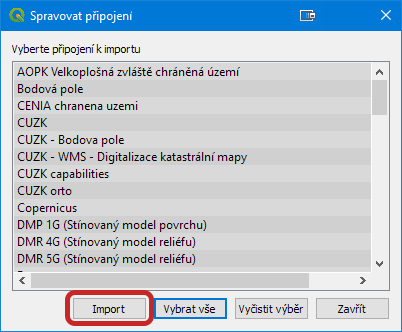 Spravovat připojení
Vyberte připojení k importu
AOPK Velkoplošná zvláště chráněná území
Bodová pole
CENIA chranena uzemi
CUZK
CUZK - Bodova pole
CUZK - WMS - Digitalizace katastrální mapy
CUZK capabilities
CUZK orto
Copernicus
DMP 1G (Stínovaný model povrchu)
DMR 4G (Stínovaný model reliéfu)
DMR 5G (Stínovaný model reliéfu)
Import Vybrat vše Vyčistit výběr Zavřít